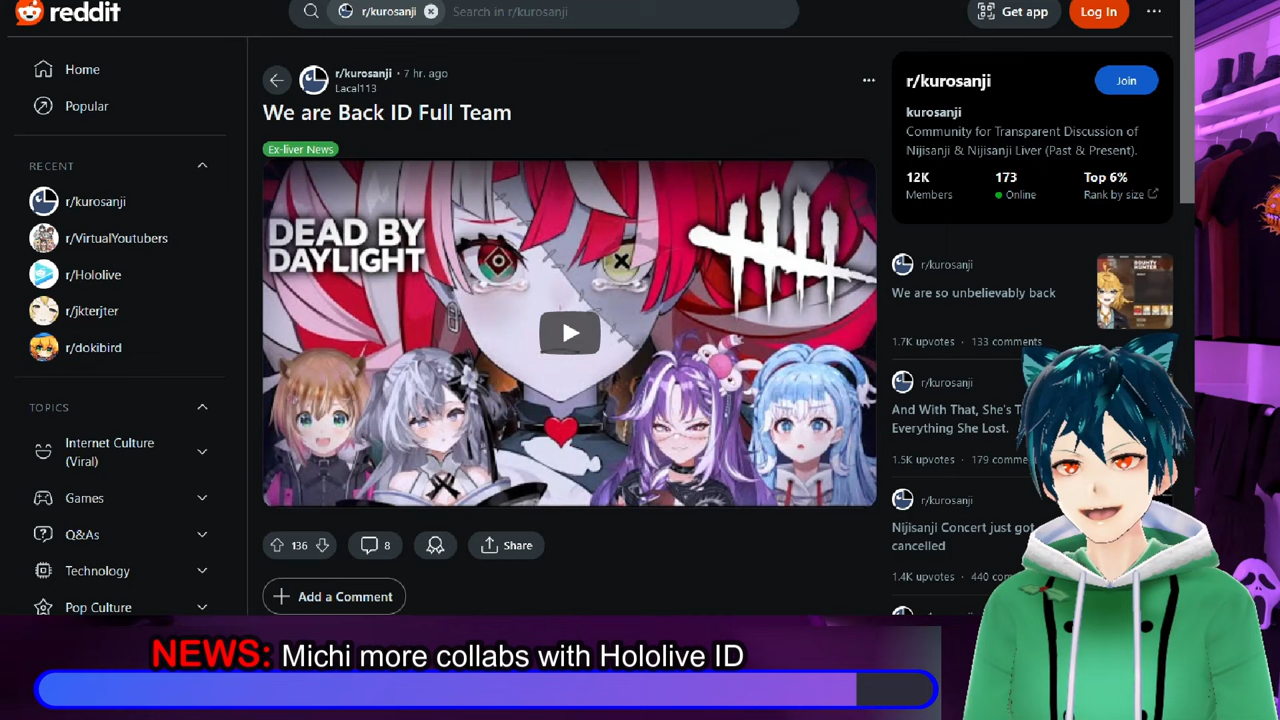 reddit
r/kurosanji
Search in r/kurosanji
Get app
Log In
Home
Popular
RECENT
r/kurosanji
r/VirtualYoutubers
r/Hololive
r/jkterjter
r/dokibird
TOPICS
Internet Culture
(Viral)
Games
Q&As
Technology
Pop Culture
r/kurosanji • 7 hr. ago
Lacal113
We are Back ID Full Team
Ex-liver News
DEAD BY
DAYLIGHT
136
8
Share
Add a Comment
r/kurosanji
Join
kurosanji
Community for Transparent Discussion of
Nijisanji & Nijisanji Liver (Past & Present).
12K
173
Top 6%
Members
Online
Rank by size
r/kurosanji
We are so unbelievably back
1.7K upvotes · 133 comments
r/kurosanji
And With That, She's
Everything She Lost.
1.5K upvotes · 179
r/kurosanji
Nijisanji Concert just got
cancelled
1.4K upvotes · 440
NEWS: Michi more collabs with Hololive ID